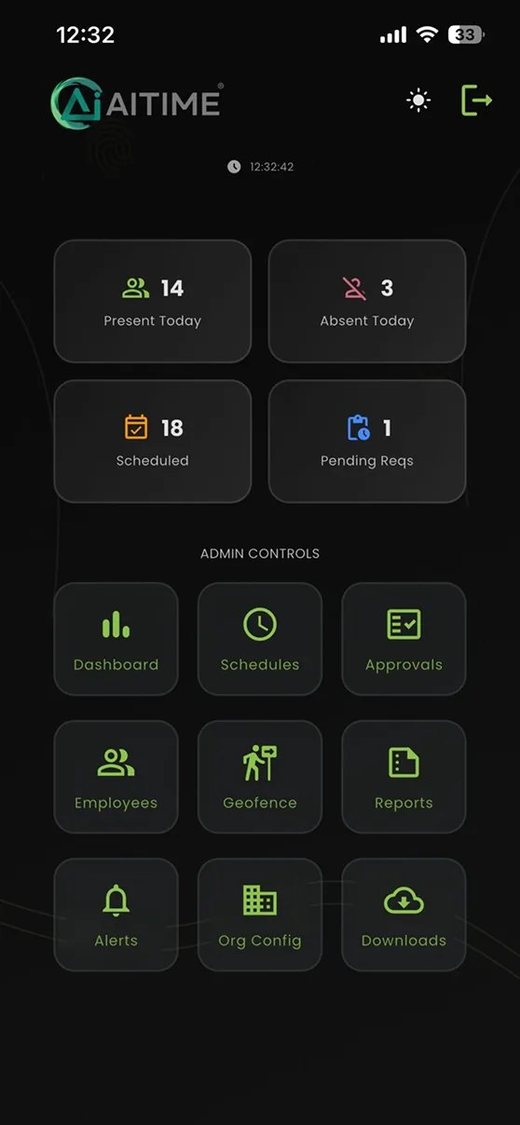 12:32
33
Ai AITIME®
12:32:42
14
Present Today
3
Absent Today
18
Scheduled
1
Pending Reqs
ADMIN CONTROLS
Dashboard
Schedules
Approvals
Employees
Geofence
Reports
Alerts
Org Config
Downloads